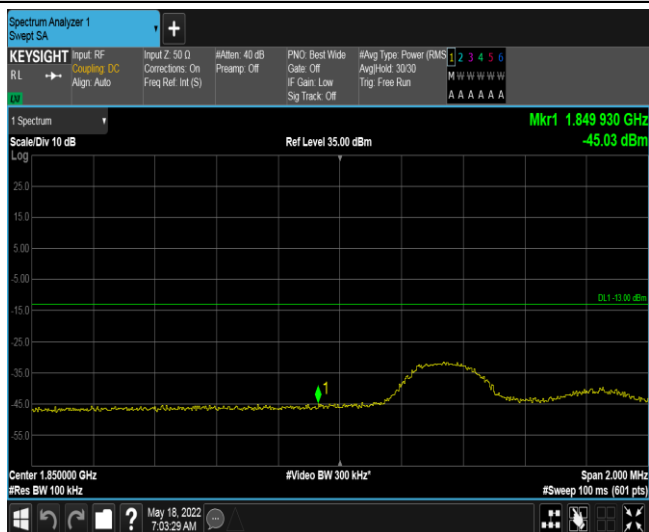 Spectrum Analyzer 1
Swept SA
+
KEYSIGHT Input: RF Input Z: 50 Ω #Atten: 40 dB PNO: Best Wide #Avg Type: Power (RMS 1 2 3 4 5 6
RL Coupling: DC Corrections: On Preamp: Off Gate: Off Avg|Hold: 30/30 M W W W W W
Align: Auto Freq Ref: Int (S) IF Gain: Low Trig: Free Run
Sig Track: Off A A A A A A
1 Spectrum Mkr1 1.849 930 GHz
Scale/Div 10 dB Ref Level 35.00 dBm -45.03 dBm
Log
25.0
15.0
5.00
-5.00
DL1 -13.00 dBm
-15.0
-25.0
-35.0
1
-45.0
-55.0
Center 1.850000 GHz #Video BW 300 kHz* Span 2.000 MHz
#Res BW 100 kHz #Sweep 100 ms (601 pts)
? May 18, 2022
7:03:29 AM